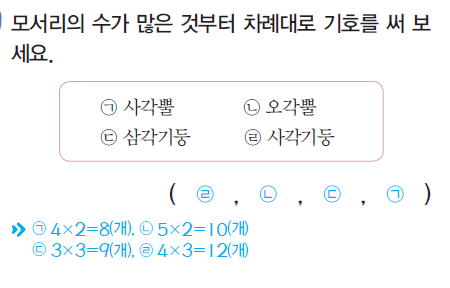 모서리의 수가 많은 것부터 차례대로 기호를 써 보
세요.
㉠ 사각뿔 ㉡ 오각뿔
㉢ 삼각기둥 ㉣ 사각기둥
( ㉣ , ㉡ , ㉢ , ㉠ )
㉠ 4×2=8(개), ㉡ 5×2=10(개)
㉢ 3×3=9(개), ㉣ 4×3=12(개)